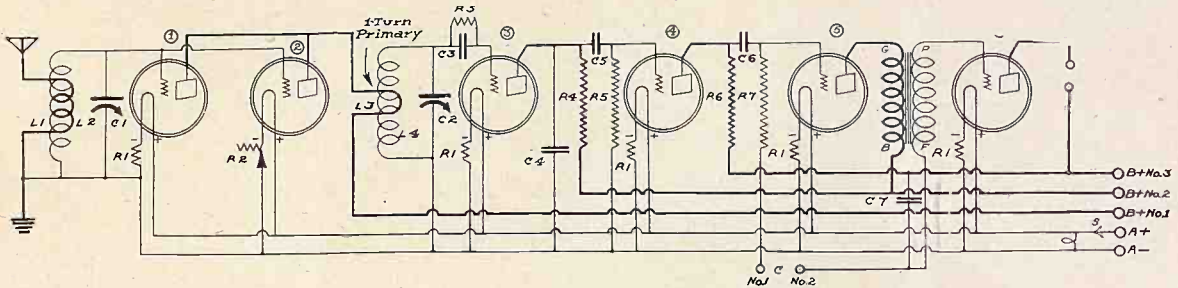 ① ② ③ ④ ⑤
1-Turn
Primary
R3
C3
C5
C6
G P
L1 L2 C1
L3
L4
C2
R4 R5
R6 R7
R1
R2
R1
C4
R1
R1
B F
R1
C7
B+No.3
B+No.2
B+No.1
S
A+
A-
No.1 C No.2